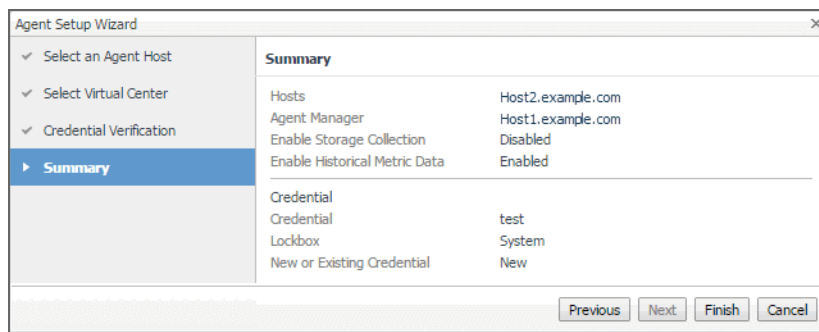 Agent Setup Wizard
Select an Agent Host
Select Virtual Center
Credential Verification
Summary
Summary
Hosts Host2.example.com
Agent Manager Host1.example.com
Enable Storage Collection Disabled
Enable Historical Metric Data Enabled
Credential
Credential test
Lockbox System
New or Existing Credential New
Previous Next Finish Cancel